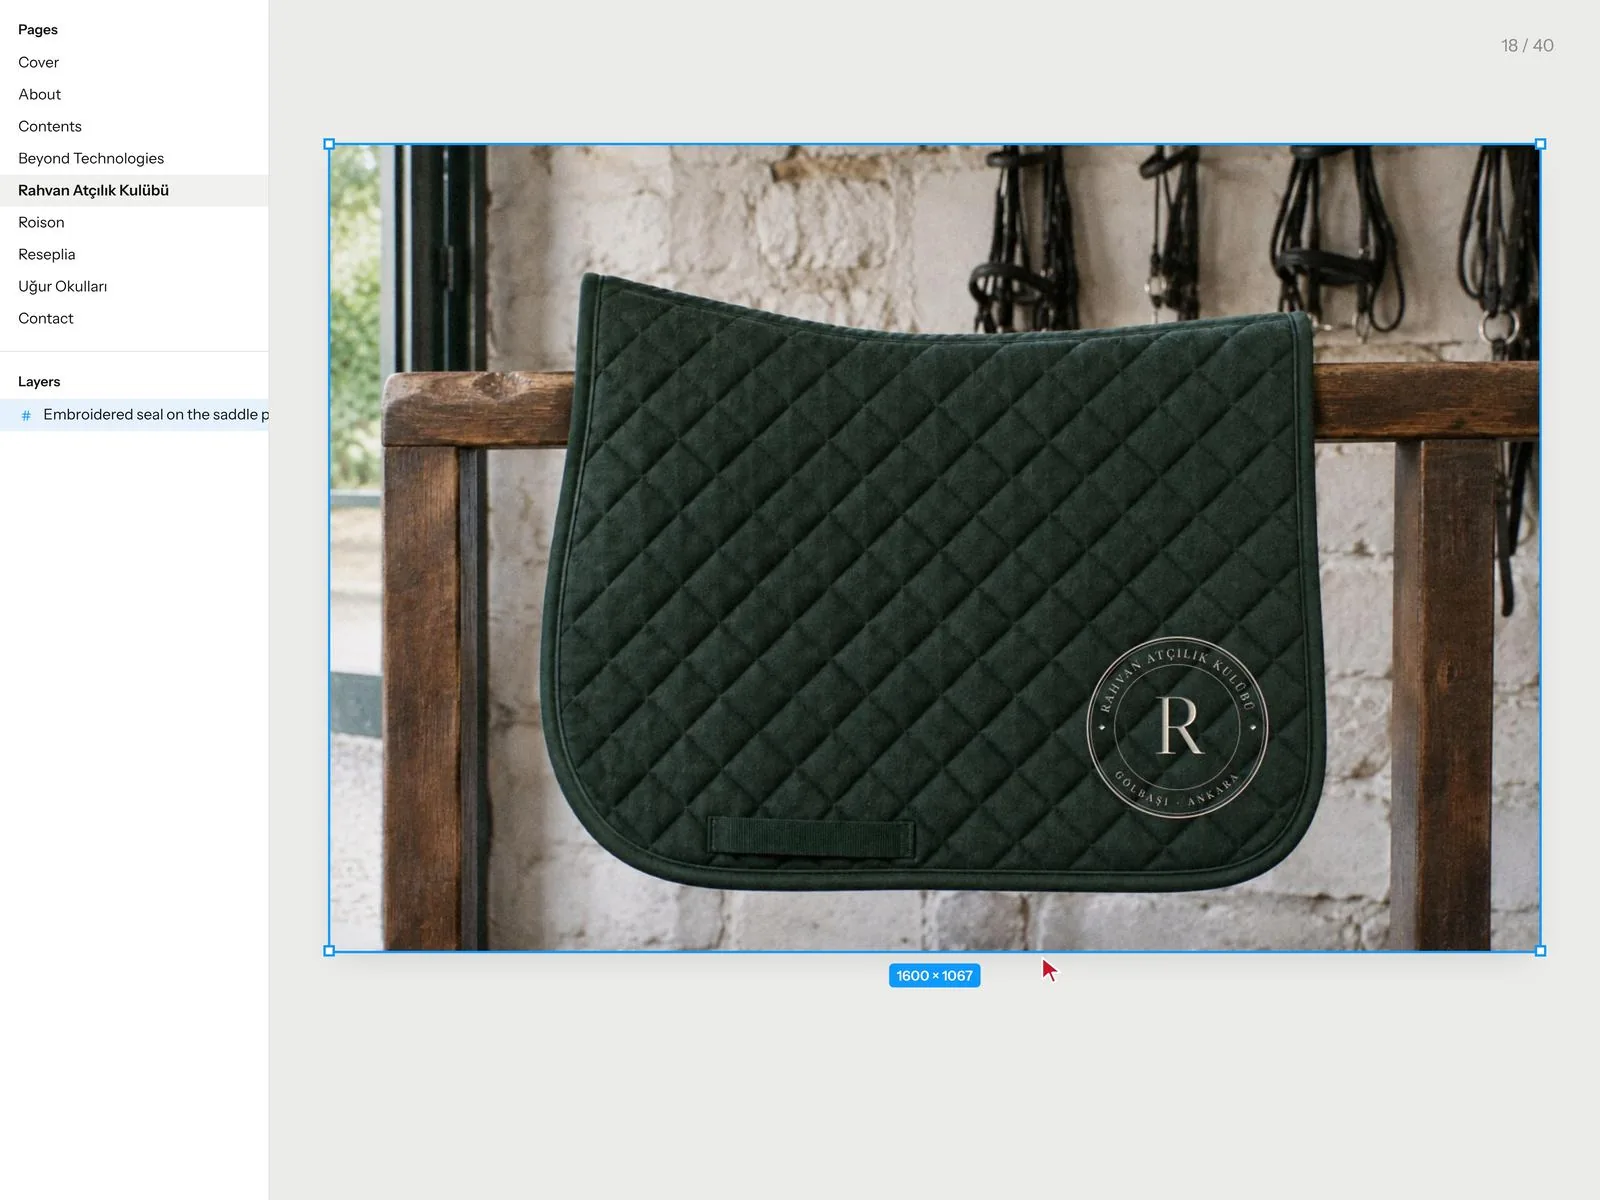 Pages
Cover
About
Contents
Beyond Technologies
Rahvan Atçılık Kulübü
Roison
Reseplia
Uğur Okulları
Contact
Layers
# Embroidered seal on the saddle p
18 / 40
RAHVAN ATÇILIK KULÜBÜ
R
GÖLBAŞI · ANKARA
1600 × 1067